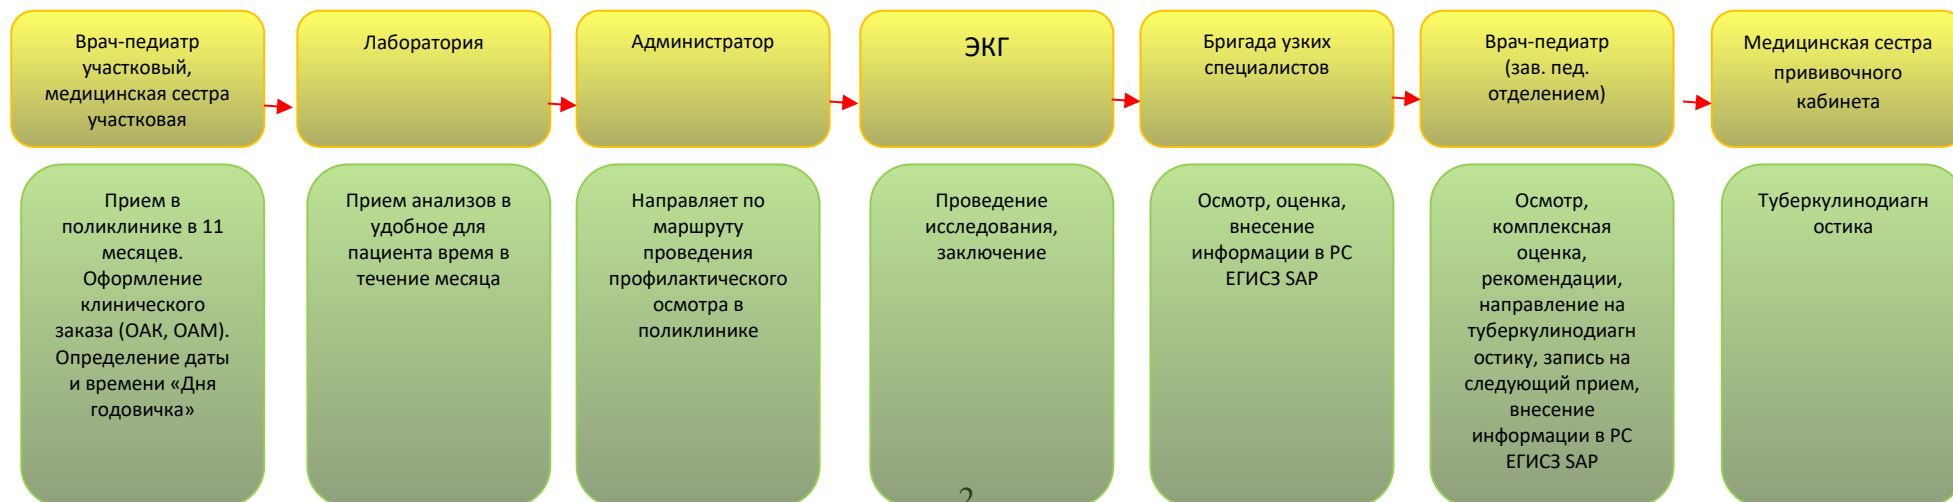 Врач-педиатр
участковый,
медицинская сестра
участковая
Лаборатория
Администратор
ЭКГ
Бригада узких
специалистов
Врач-педиатр
(зав. пед.
отделением)
Медицинская сестра
прививочного
кабинета
Прием в
поликлинике в 11
месяцев.
Оформление
клинического
заказа (ОАК, ОАМ).
Определение даты
и времени «Дня
годовичка»
Прием анализов в
удобное для
пациента время в
течение месяца
Направляет по
маршруту
проведения
профилактического
осмотра в
поликлинике
Проведение
исследования,
заключение
Осмотр, оценка,
внесение
информации в РС
ЕГИСЗ SAP
Осмотр,
комплексная
оценка,
рекомендации,
направление на
туберкулинодиагн
остику, запись на
следующий прием,
внесение
информации в РС
ЕГИСЗ SAP
Туберкулинодиагн
остика
2